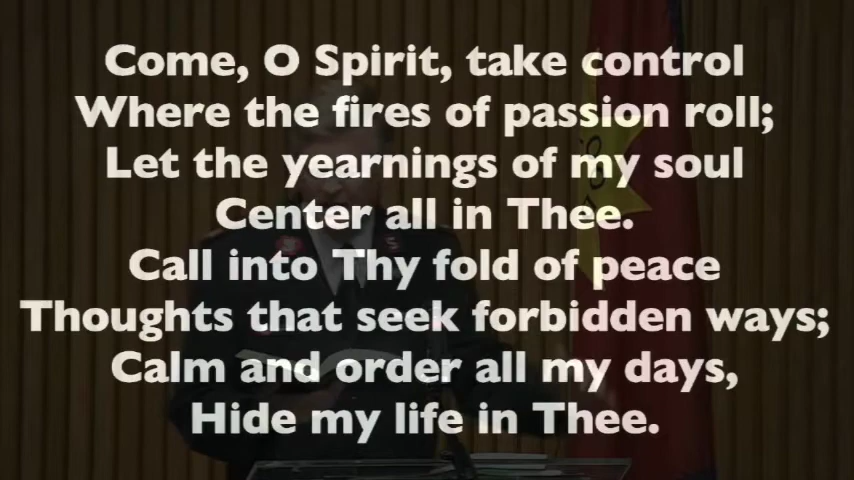 Come, O Spirit, take control
Where the fires of passion roll;
Let the yearnings of my soul
Center all in Thee.
Call into Thy fold of peace
Thoughts that seek forbidden ways;
Calm and order all my days,
Hide my life in Thee.